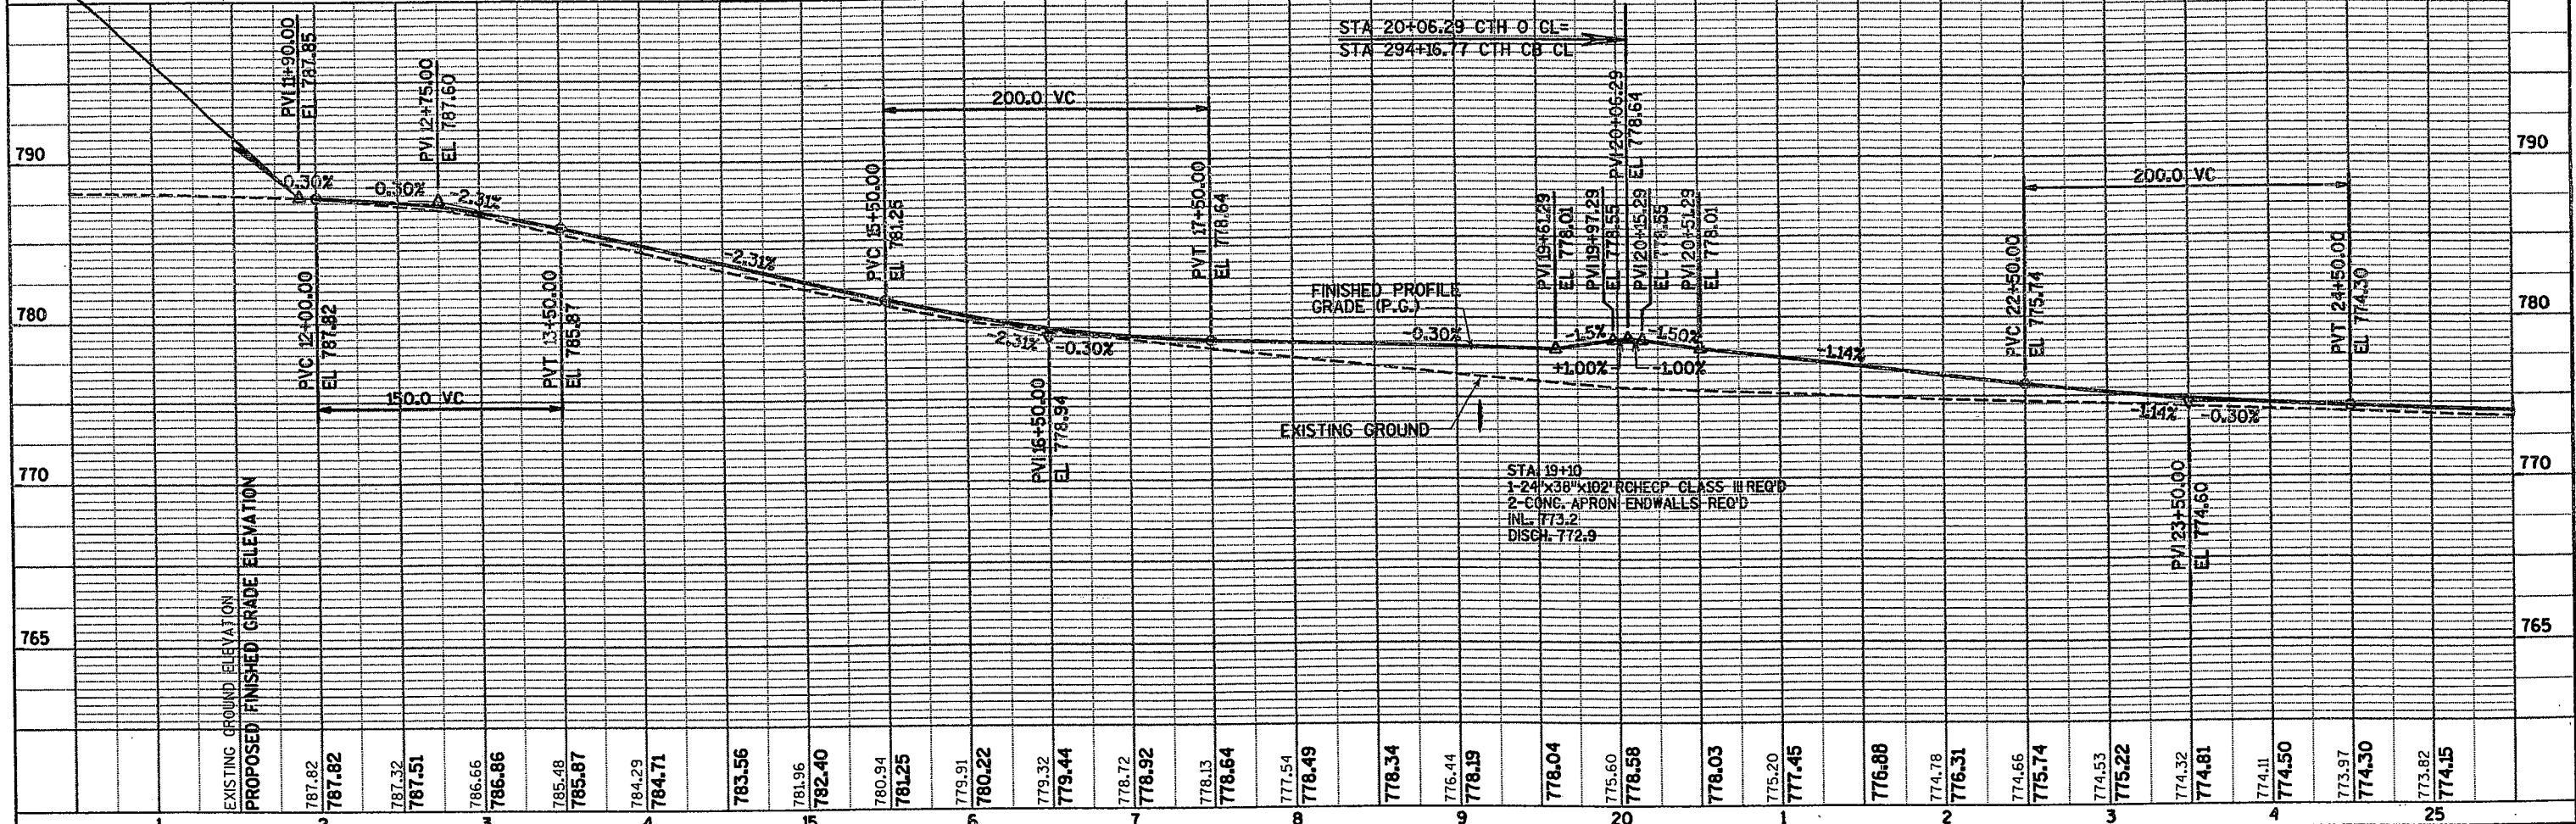 STA 20+06.29 CTH O CL=
STA 294+16.77 CTH CB CL
PVI 11+90.00
EL 787.85
PVI 12+75.00
EL 787.60
200.0 VC
PVI 20+06.29
EL 778.64
790
790
0.30%
-0.30%
-2.31%
PVC 15+50.00
EL 781.25
PVT 17+50.00
EL 778.64
200.0 VC
PVI 19+61.29
EL 778.01
PVI 19+97.29
EL 778.55
PVI 20+15.29
EL 778.55
PVI 20+51.29
EL 778.01
PVC 22+50.00
EL 775.74
PVT 24+50.00
EL 774.30
-2.31%
PVC 12+00.00
EL 787.82
PVT 13+50.00
EL 785.87
FINISHED PROFILE
GRADE (P.G.)
780
780
-2.31%
-0.30%
-0.30%
-1.5%
-1.50%
+1.00%
-1.00%
-1.14%
150.0 VC
PVI 16+50.00
EL 778.94
EXISTING GROUND
-1.14%
-0.30%
770
770
STA. 19+10
1-24"x38"x102' RCHECP CLASS III REQ'D
2-CONC. APRON ENDWALLS REQ'D
INL. 773.2
DISCH. 772.9
PVI 23+50.00
EL 774.60
765
765
EXISTING GROUND ELEVATION
PROPOSED FINISHED GRADE ELEVATION
787.82
787.82
787.32
787.51
786.66
786.86
785.48
785.87
784.29
784.71
783.56
781.96
782.40
780.94
781.25
779.91
780.22
779.32
779.44
778.72
778.92
778.13
778.64
777.54
778.49
778.34
776.44
778.19
778.04
775.60
778.58
778.03
775.20
777.45
776.88
774.78
776.31
774.66
775.74
774.53
775.22
774.32
774.81
774.11
774.50
773.97
774.30
773.82
774.15
1 2 3 4 15 6 7 8 9 20 1 2 3 4 25